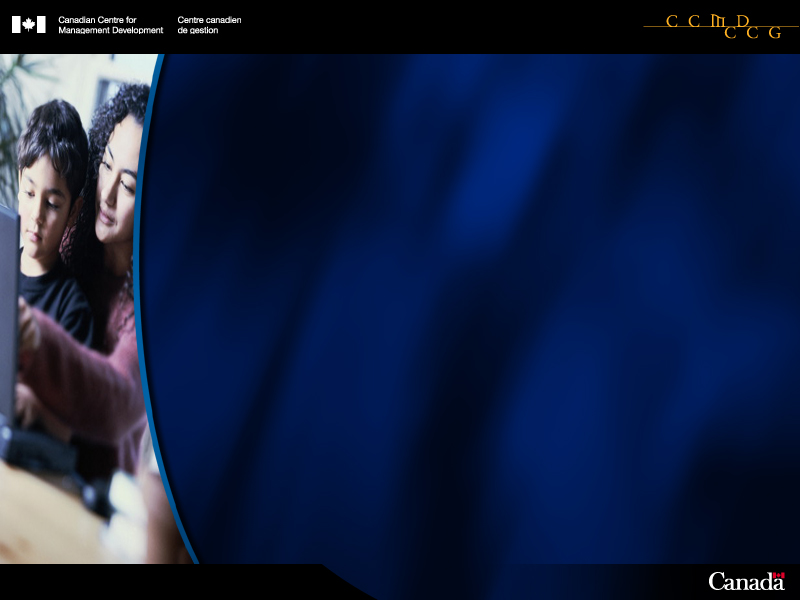 Canadian Centre for
Management Development
Centre canadien
de gestion
C C M D
C C G
Canada